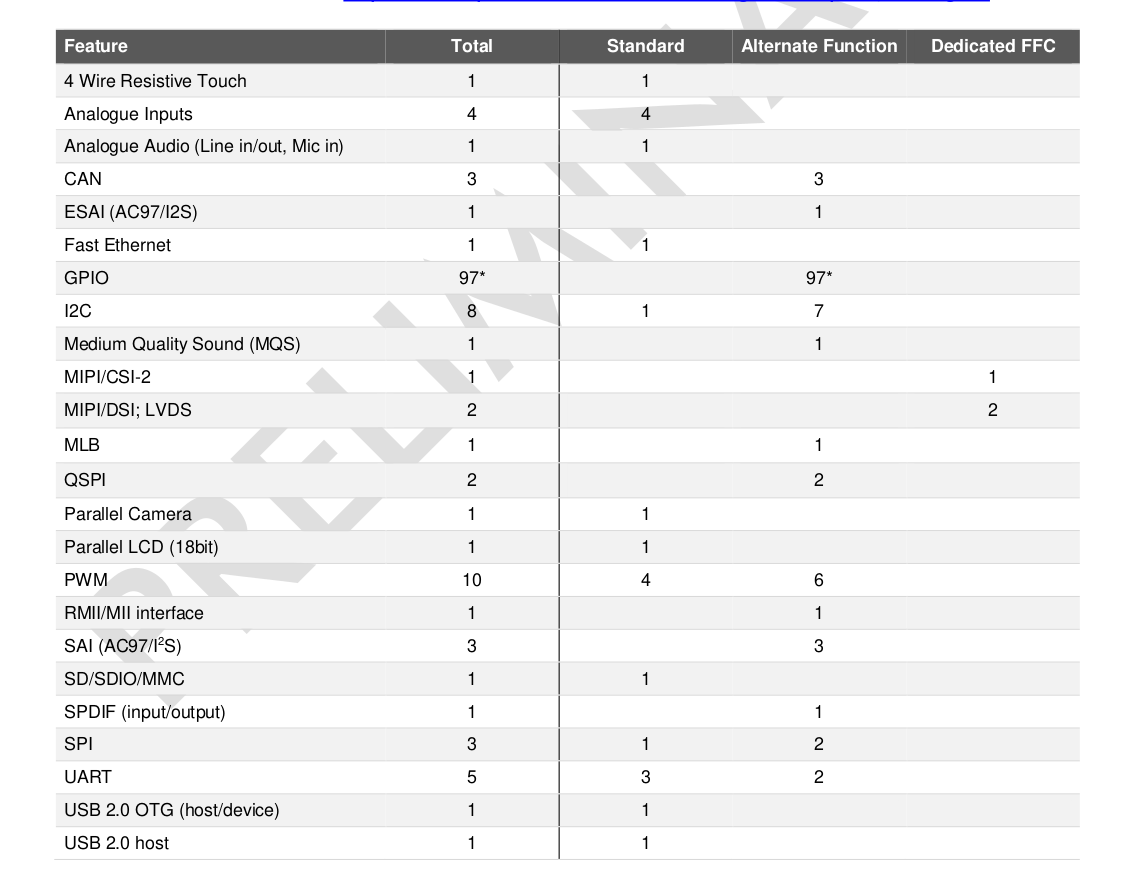 Feature Total Standard Alternate Function Dedicated FFC
4 Wire Resistive Touch 1 1
Analogue Inputs 4 4
Analogue Audio (Line in/out, Mic in) 1 1
CAN 3 3
ESAI (AC97/I2S) 1 1
Fast Ethernet 1 1
GPIO 97* 97*
I2C 8 1 7
Medium Quality Sound (MQS) 1 1
MIPI/CSI-2 1 1
MIPI/DSI; LVDS 2 2
MLB 1 1
QSPI 2 2
Parallel Camera 1 1
Parallel LCD (18bit) 1 1
PWM 10 4 6
RMII/MII interface 1 1
SAI (AC97/I²S) 3 3
SD/SDIO/MMC 1 1
SPDIF (input/output) 1 1
SPI 3 1 2
UART 5 3 2
USB 2.0 OTG (host/device) 1 1
USB 2.0 host 1 1